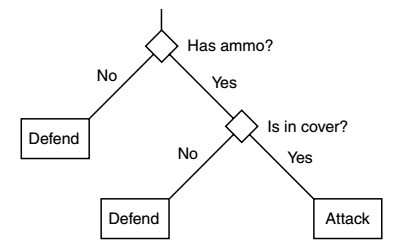 Has ammo?
No
Yes
Defend
Is in cover?
No
Yes
Defend
Attack